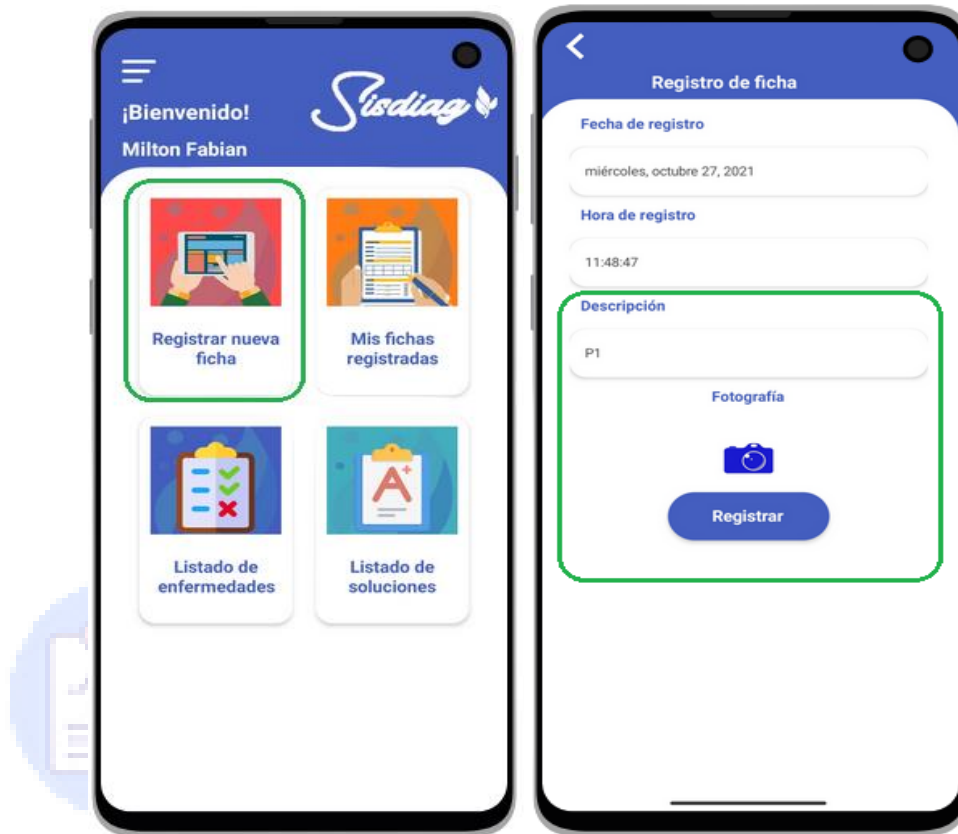 Sisdiag
¡Bienvenido!
Milton Fabian
Registrar nueva
ficha
Mis fichas
registradas
A+
Listado de
enfermedades
Listado de
soluciones
Registro de ficha
Fecha de registro
miércoles, octubre 27, 2021
Hora de registro
11:48:47
Descripción
P1
Fotografía
Registrar